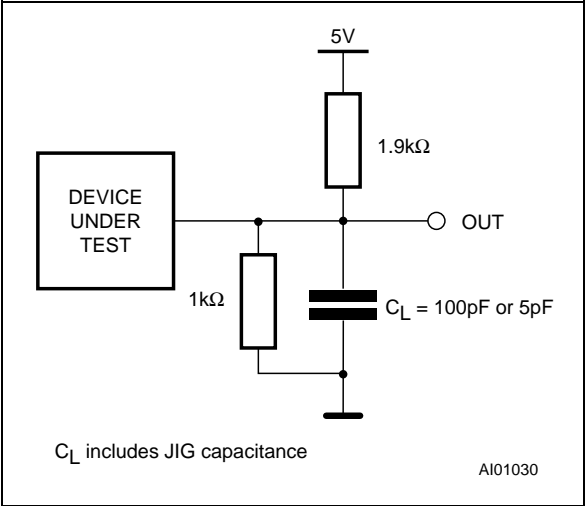 5V
1.9kΩ
DEVICE
UNDER
TEST
OUT
1kΩ
CL = 100pF or 5pF
CL includes JIG capacitance
AI01030